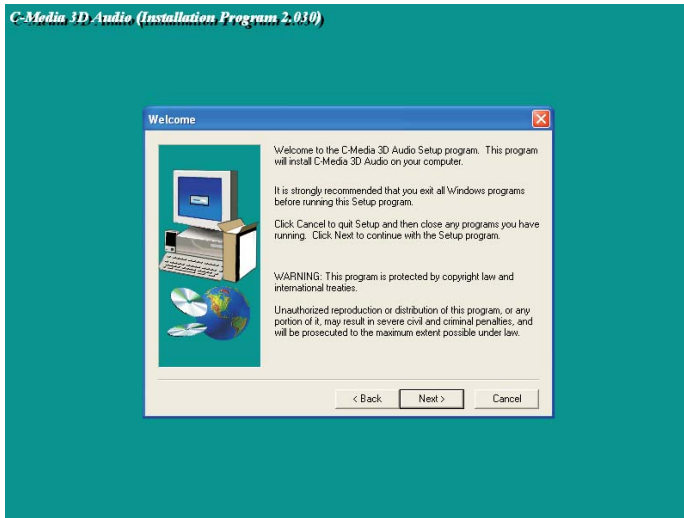 C-Media 3D Audio (Installation Program 2.030)
Welcome
Welcome to the C-Media 3D Audio Setup program. This program
will install C-Media 3D Audio on your computer.
It is strongly recommended that you exit all Windows programs
before running this Setup program.
Click Cancel to quit Setup and then close any programs you have
running. Click Next to continue with the Setup program.
WARNING: This program is protected by copyright law and
international treaties.
Unauthorized reproduction or distribution of this program, or any
portion of it, may result in severe civil and criminal penalties, and
will be prosecuted to the maximum extent possible under law.
< Back Next > Cancel